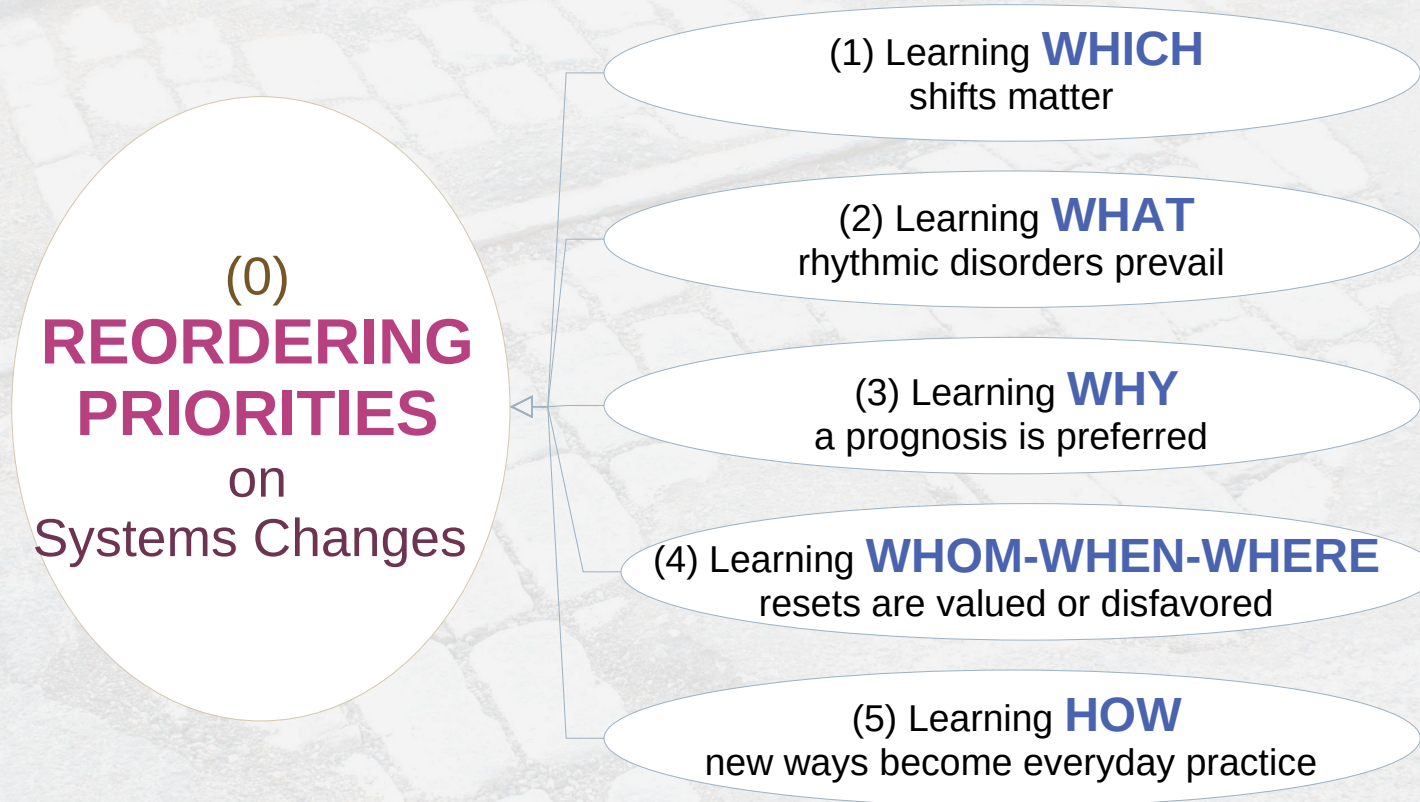 (0)
REORDERING
PRIORITIES
on
Systems Changes
(1) Learning WHICH
shifts matter
(2) Learning WHAT
rhythmic disorders prevail
(3) Learning WHY
a prognosis is preferred
(4) Learning WHOM-WHEN-WHERE
resets are valued or disfavored
(5) Learning HOW
new ways become everyday practice